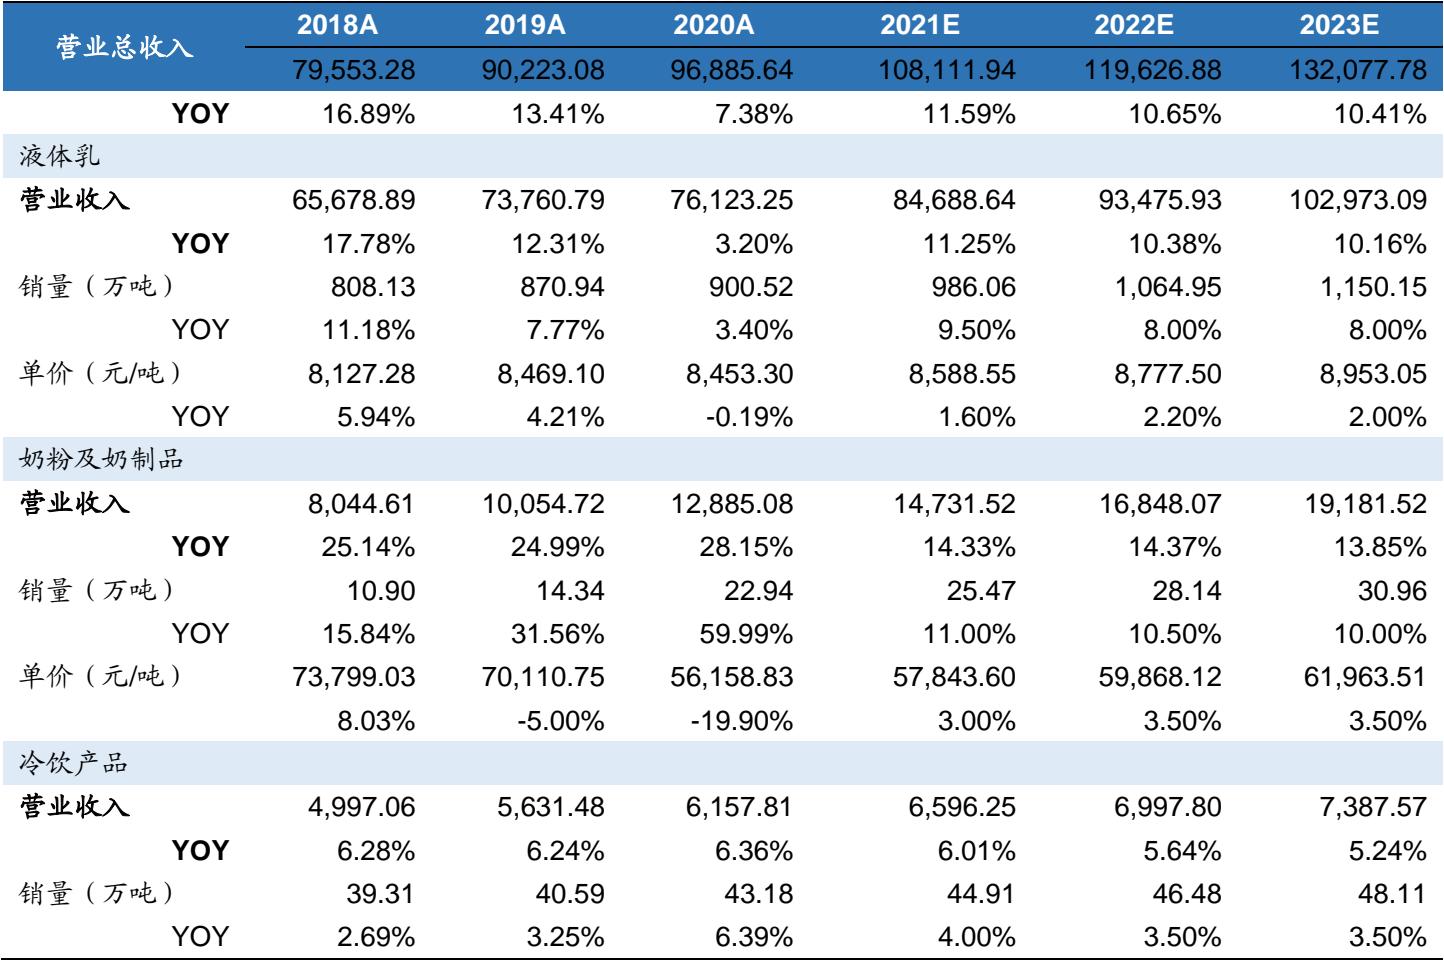 营业总收入 2018A 2019A 2020A 2021E 2022E 2023E
79,553.28 90,223.08 96,885.64 108,111.94 119,626.88 132,077.78
YOY 16.89% 13.41% 7.38% 11.59% 10.65% 10.41%
液体乳
营业收入 65,678.89 73,760.79 76,123.25 84,688.64 93,475.93 102,973.09
YOY 17.78% 12.31% 3.20% 11.25% 10.38% 10.16%
销量（万吨） 808.13 870.94 900.52 986.06 1,064.95 1,150.15
YOY 11.18% 7.77% 3.40% 9.50% 8.00% 8.00%
单价（元/吨） 8,127.28 8,469.10 8,453.30 8,588.55 8,777.50 8,953.05
YOY 5.94% 4.21% -0.19% 1.60% 2.20% 2.00%
奶粉及奶制品
营业收入 8,044.61 10,054.72 12,885.08 14,731.52 16,848.07 19,181.52
YOY 25.14% 24.99% 28.15% 14.33% 14.37% 13.85%
销量（万吨） 10.90 14.34 22.94 25.47 28.14 30.96
YOY 15.84% 31.56% 59.99% 11.00% 10.50% 10.00%
单价（元/吨） 73,799.03 70,110.75 56,158.83 57,843.60 59,868.12 61,963.51
8.03% -5.00% -19.90% 3.00% 3.50% 3.50%
冷饮产品
营业收入 4,997.06 5,631.48 6,157.81 6,596.25 6,997.80 7,387.57
YOY 6.28% 6.24% 6.36% 6.01% 5.64% 5.24%
销量（万吨） 39.31 40.59 43.18 44.91 46.48 48.11
YOY 2.69% 3.25% 6.39% 4.00% 3.50% 3.50%